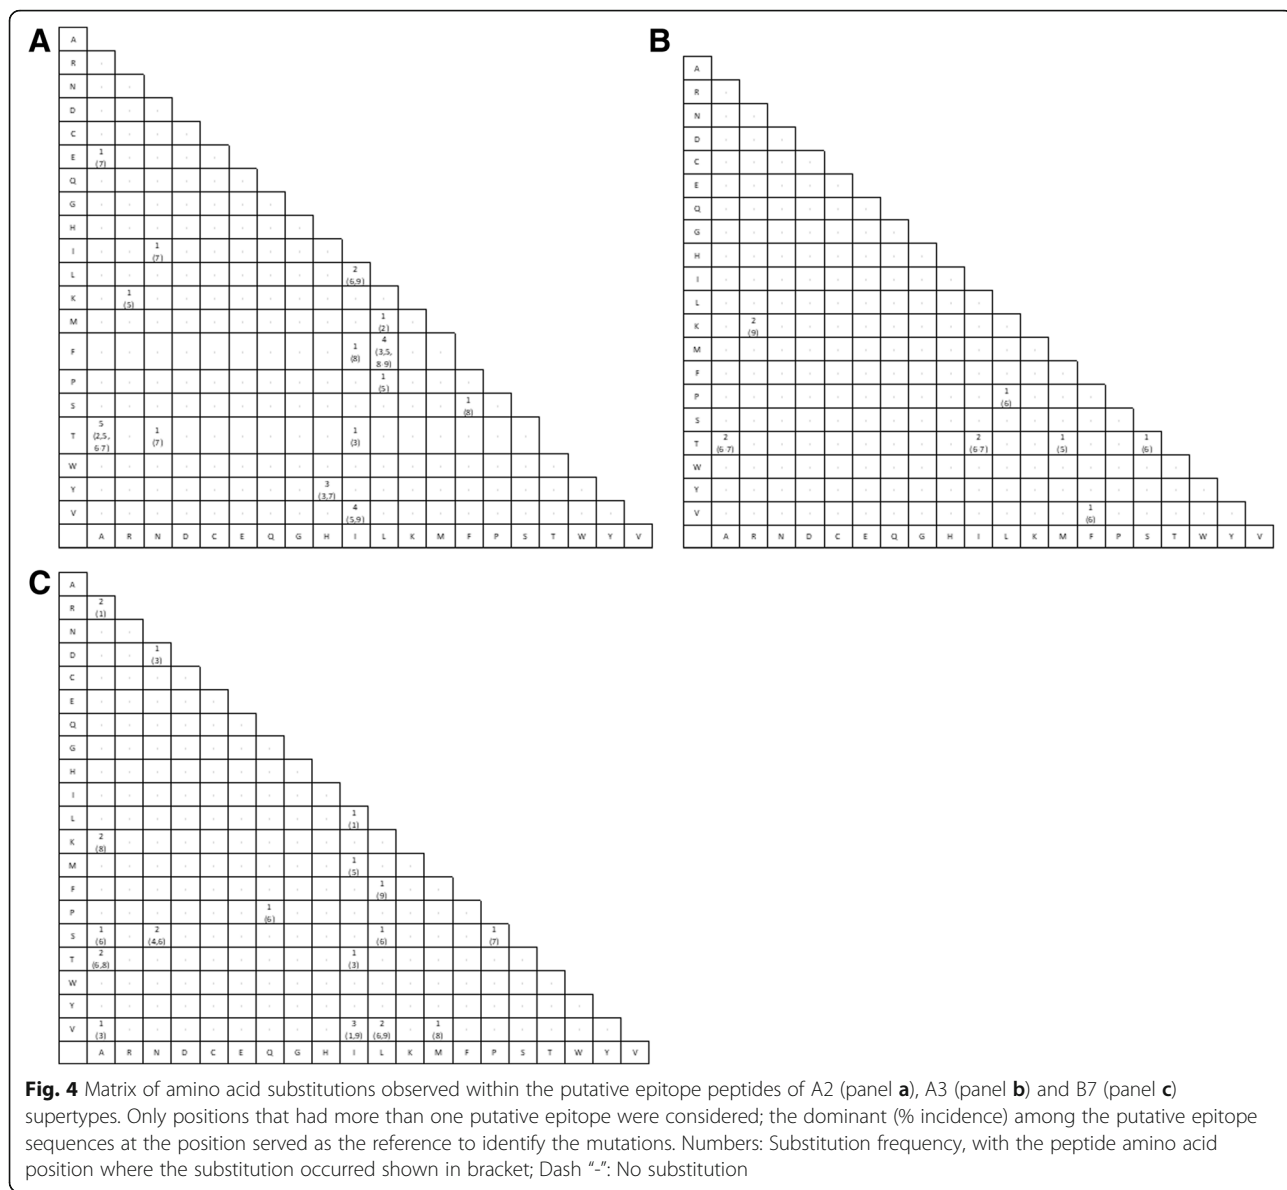 A
A
R
N
D
C
E 1 (7)
Q
G
H
I 1 (7)
L 2 (6,9)
K 1 (5)
M 1 (2)
F 1 (8) 4 (3,5, 8 9)
P 1 (5)
S 1 (8)
T 5 (2,5, 6 7) 1 (7) 1 (3)
W
Y 3 (3,7)
V 4 (5,9)
A R N D C E Q G H I L K M F P S T W Y V
B
A
R
N
D
C
E
Q
G
H
I
L
K 2 (9)
M
F
P 1 (6)
S
T 2 (6 7) 2 (6 7) 1 (5) 1 (6)
W
Y
V 1 (6)
A R N D C E Q G H I L K M F P S T W Y V
C
A
R 2 (1)
N
D 1 (3)
C
E
Q
G
H
I
L 1 (1)
K 2 (8)
M 1 (5)
F 1 (9)
P 1 (6)
S 1 (6) 2 (4,6) 1 (6) 1 (7)
T 2 (6,8) 1 (3)
W
Y
V 1 (3) 3 (1,9) 2 (6,9) 1 (8)
A R N D C E Q G H I L K M F P S T W Y V
Fig. 4 Matrix of amino acid substitutions observed within the putative epitope peptides of A2 (panel a), A3 (panel b) and B7 (panel c)
supertypes. Only positions that had more than one putative epitope were considered; the dominant (% incidence) among the putative epitope
sequences at the position served as the reference to identify the mutations. Numbers: Substitution frequency, with the peptide amino acid
position where the substitution occurred shown in bracket; Dash “-”: No substitution